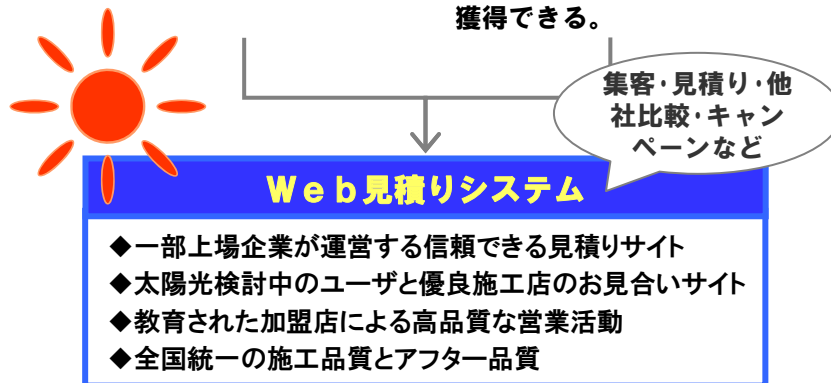 獲得できる。
集客・見積り・他
社比較・キャン
ペーンなど
Ｗｅｂ見積りシステム
◆一部上場企業が運営する信頼できる見積りサイト
◆太陽光検討中のユーザと優良施工店のお見合いサイト
◆教育された加盟店による高品質な営業活動
◆全国統一の施工品質とアフター品質